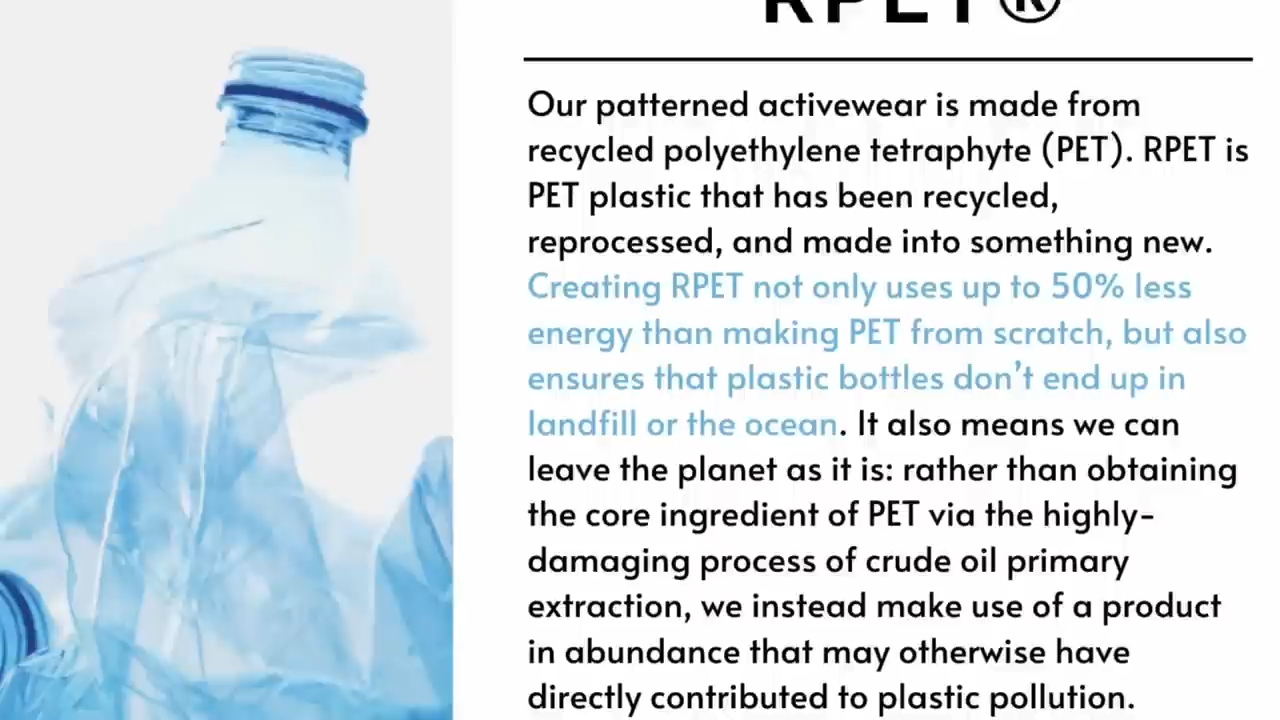 RPET®
Our patterned activewear is made from
recycled polyethylene tetraphyte (PET). RPET is
PET plastic that has been recycled,
reprocessed, and made into something new.
Creating RPET not only uses up to 50% less
energy than making PET from scratch, but also
ensures that plastic bottles don’t end up in
landfill or the ocean. It also means we can
leave the planet as it is: rather than obtaining
the core ingredient of PET via the highly-
damaging process of crude oil primary
extraction, we instead make use of a product
in abundance that may otherwise have
directly contributed to plastic pollution.